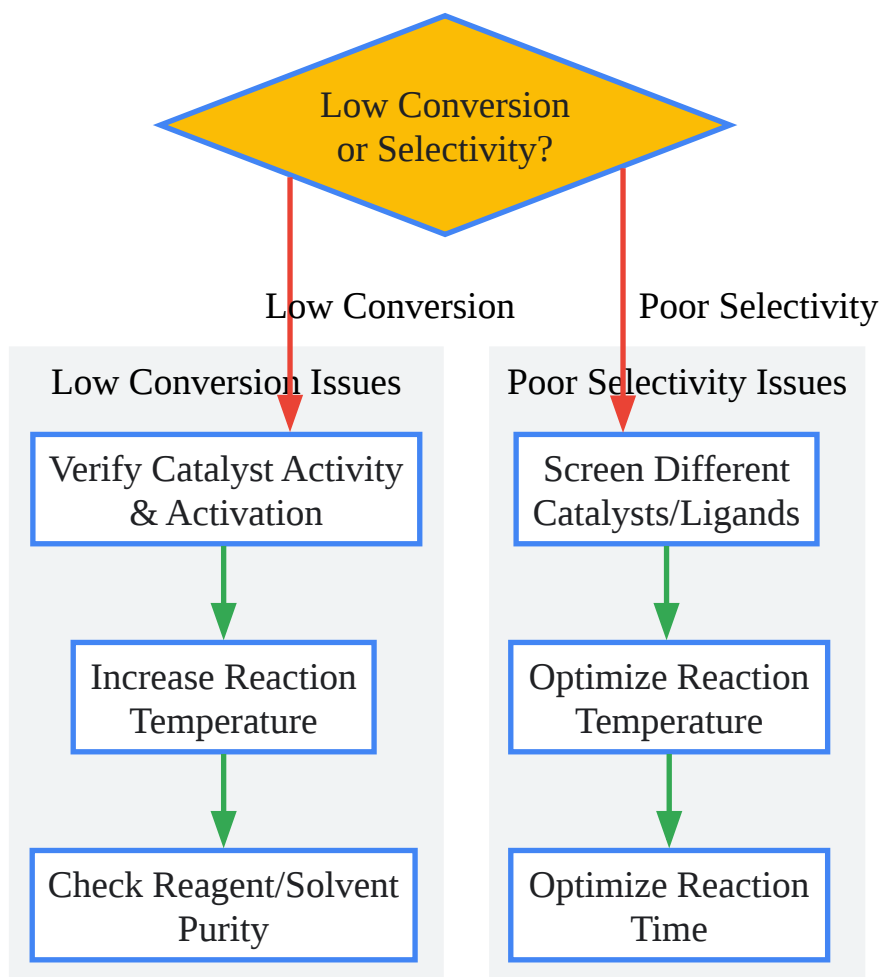 Low Conversion
or Selectivity?
Low Conversion
Poor Selectivity
Low Conversion Issues
Verify Catalyst Activity
& Activation
Increase Reaction
Temperature
Check Reagent/Solvent
Purity
Poor Selectivity Issues
Screen Different
Catalysts/Ligands
Optimize Reaction
Temperature
Optimize Reaction
Time